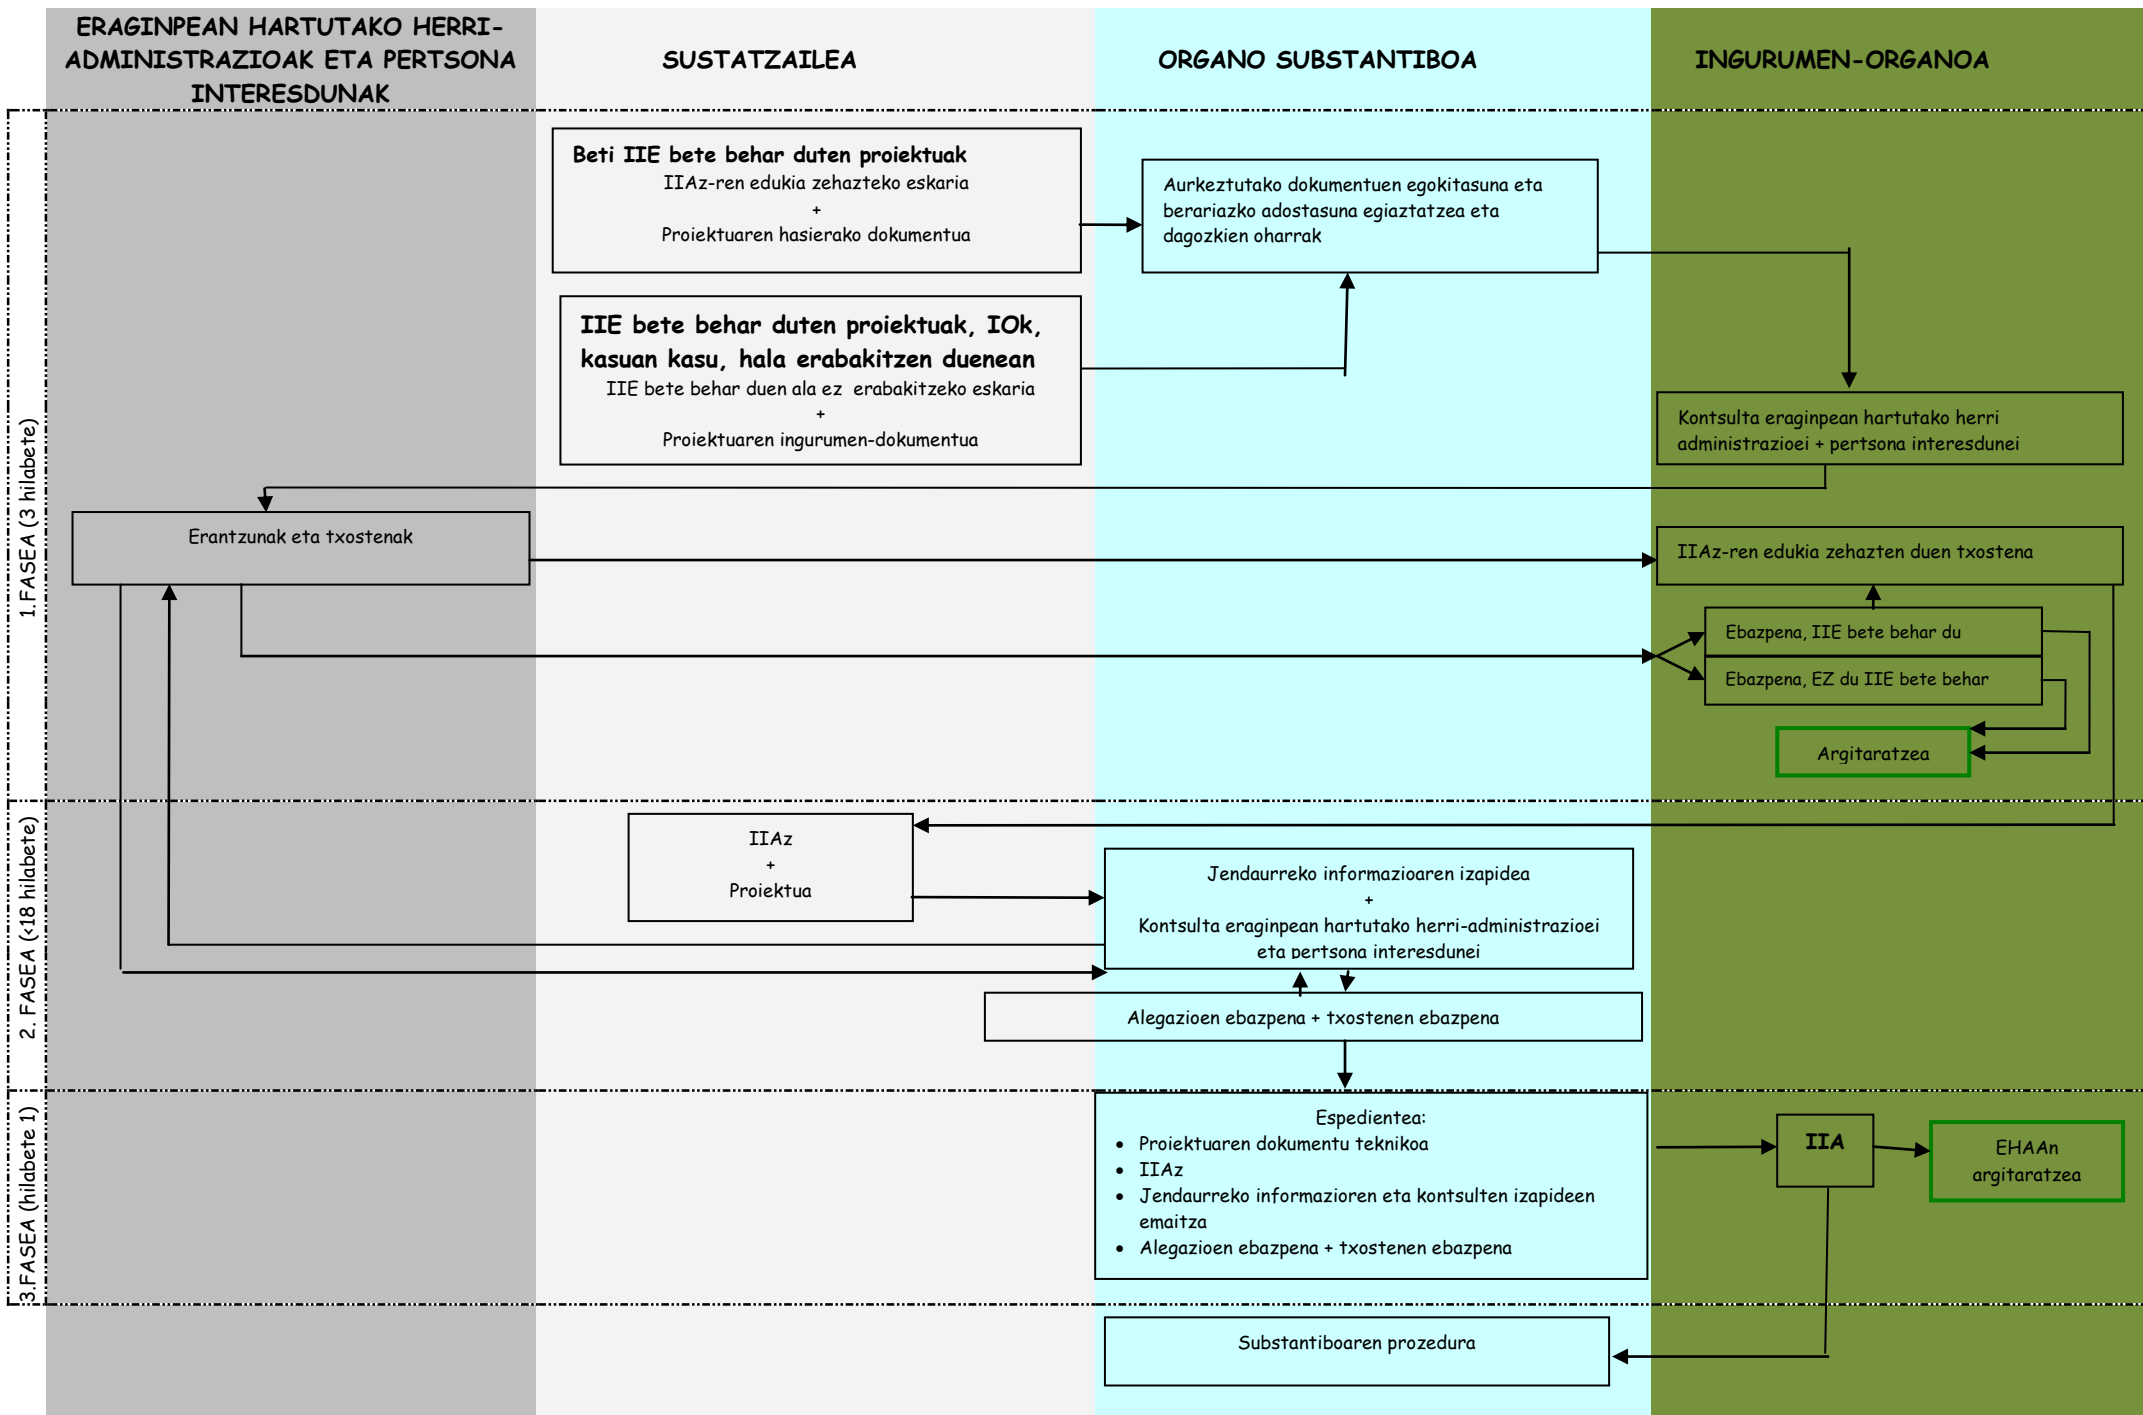 ERAGINPEAN HARTUTAKO HERRI-
ADMINISTRAZIOAK ETA PERTSONA
INTERESDUNAK
SUSTATZAILEA
ORGANO SUBSTANTIBOA
INGURUMEN-ORGANOA
1.FASEA (3 hilabete)
Beti IIE bete behar duten proiektuak
IIAz-ren edukia zehazteko eskaria
+
Proiektuaren hasierako dokumentua
Aurkeztutako dokumentuen egokitasuna eta
berariazko adostasuna egiaztatzea eta
dagozkien oharrak
IIE bete behar duten proiektuak, IOk,
kasuan kasu, hala erabakitzen duenean
IIE bete behar duen ala ez erabakitzeko eskaria
+
Proiektuaren ingurumen-dokumentua
Kontsulta eraginpean hartutako herri
administrazioei + pertsona interesdunei
Erantzunak eta txostenak
IIAz-ren edukia zehazten duen txostena
Ebazpena, IIE bete behar du
Ebazpena, EZ du IIE bete behar
Argitaratzea
2. FASEA (<18 hilabete)
IIAz
+
Proiektua
Jendaurreko informazioaren izapidea
+
Kontsulta eraginpean hartutako herri-administrazioei
eta pertsona interesdunei
Alegazioen ebazpena + txostenen ebazpena
3.FASEA (hilabete 1)
Espedientea:
• Proiektuaren dokumentu teknikoa
• IIAz
• Jendaurreko informazioren eta kontsulten izapideen
emaitza
• Alegazioen ebazpena + txostenen ebazpena
IIA
EHAAn
argitaratzea
Substantiboaren prozedura